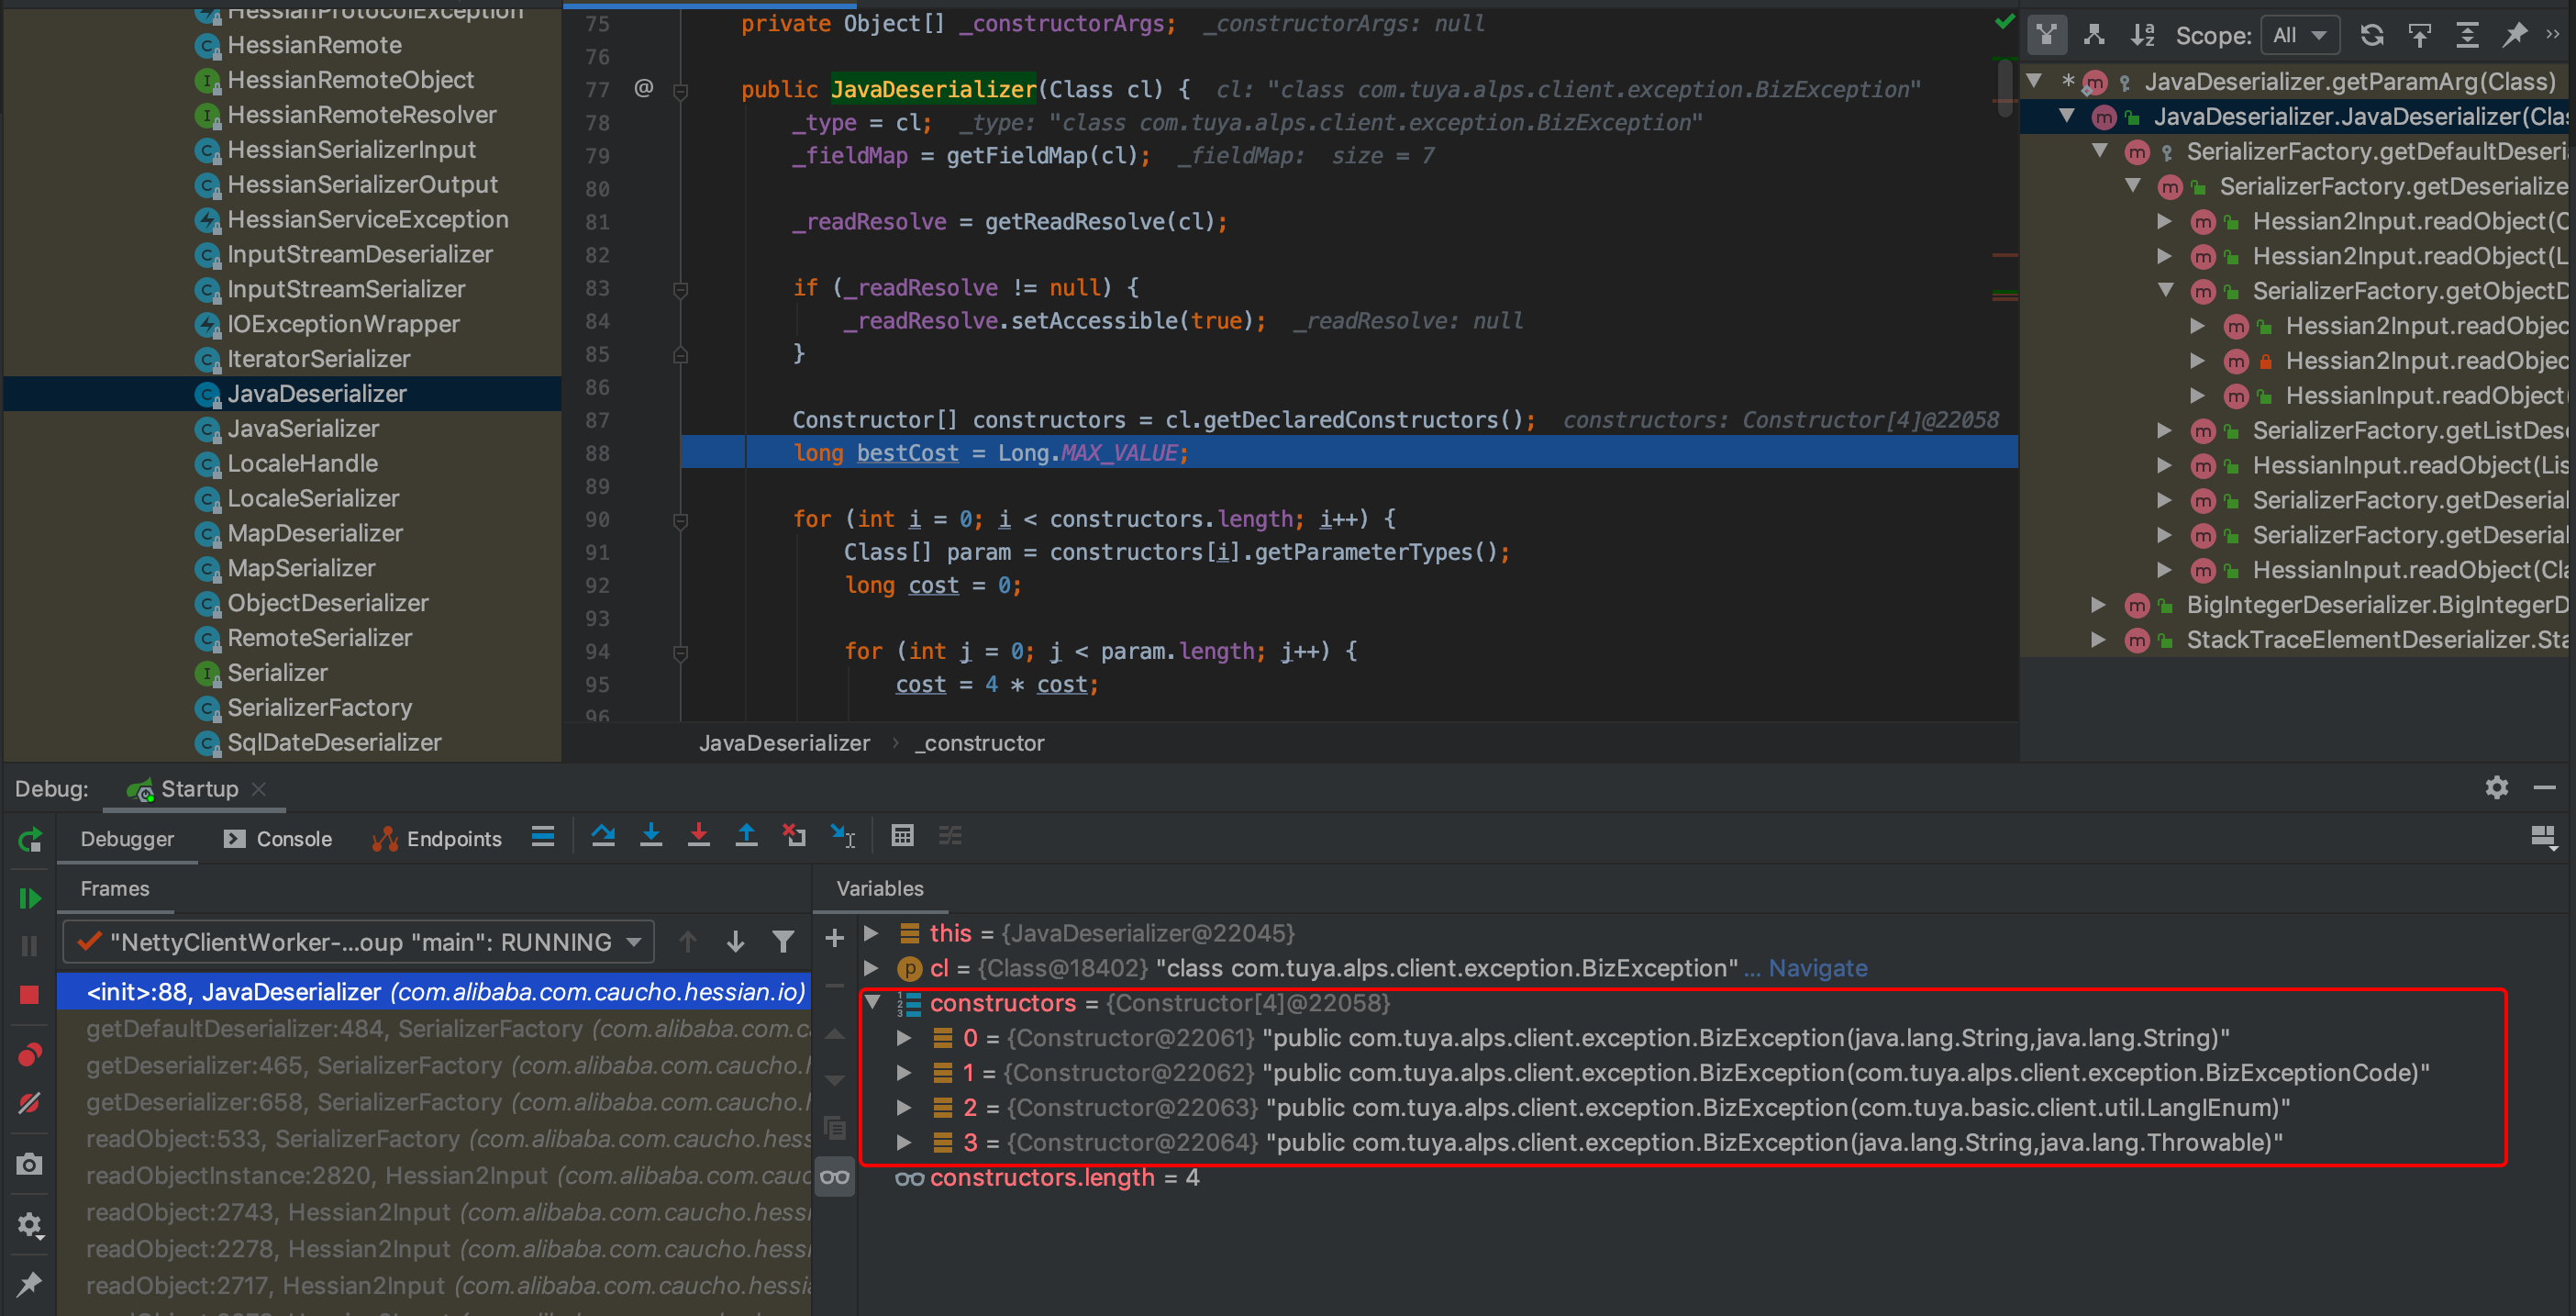 HessianProtocolException
HessianRemote
HessianRemoteObject
HessianRemoteResolver
HessianSerializerInput
HessianSerializerOutput
HessianServiceException
InputStreamDeserializer
InputStreamSerializer
IOExceptionWrapper
IteratorSerializer
JavaDeserializer
JavaSerializer
LocaleHandle
LocaleSerializer
MapDeserializer
MapSerializer
ObjectDeserializer
RemoteSerializer
Serializer
SerializerFactory
SqlDateDeserializer
75 private Object[] _constructorArgs; _constructorArgs: null
76
77 @ public JavaDeserializer(Class cl) { cl: "class com.tuya.alps.client.exception.BizException"
78 _type = cl; _type: "class com.tuya.alps.client.exception.BizException"
79 _fieldMap = getFieldMap(cl); _fieldMap: size = 7
80
81 _readResolve = getReadResolve(cl);
82
83 if (_readResolve != null) {
84 _readResolve.setAccessible(true); _readResolve: null
85 }
86
87 Constructor[] constructors = cl.getDeclaredConstructors(); constructors: Constructor[4]@22058
88 long bestCost = Long.MAX_VALUE;
89
90 for (int i = 0; i < constructors.length; i++) {
91 Class[] param = constructors[i].getParameterTypes();
92 long cost = 0;
93
94 for (int j = 0; j < param.length; j++) {
95 cost = 4 * cost;
96
JavaDeserializer › _constructor
Scope: All
* JavaDeserializer.getParamArg(Class)
JavaDeserializer.JavaDeserializer(Clas
SerializerFactory.getDefaultDeseri
SerializerFactory.getDeserialize
Hessian2Input.readObject(C
Hessian2Input.readObject(L
SerializerFactory.getObjectD
Hessian2Input.readObjec
Hessian2Input.readObjec
HessianInput.readObject(
SerializerFactory.getListDes
HessianInput.readObject(Lis
SerializerFactory.getDeserial
SerializerFactory.getDeserial
HessianInput.readObject(Cla
BigIntegerDeserializer.BigIntegerD
StackTraceElementDeserializer.Sta
Debug: Startup
Debugger Console Endpoints
Frames
"NettyClientWorker-...oup "main": RUNNING
<init>:88, JavaDeserializer (com.alibaba.com.caucho.hessian.io)
getDefaultDeserializer:484, SerializerFactory (com.alibaba.com.c
getDeserializer:465, SerializerFactory (com.alibaba.com.caucho.h
getDeserializer:658, SerializerFactory (com.alibaba.com.caucho.h
readObject:533, SerializerFactory (com.alibaba.com.caucho.hess
readObjectInstance:2820, Hessian2Input (com.alibaba.com.cauc
readObject:2743, Hessian2Input (com.alibaba.com.caucho.hessi
readObject:2278, Hessian2Input (com.alibaba.com.caucho.hessi
readObject:2717, Hessian2Input (com.alibaba.com.caucho.hessi
Variables
this = {JavaDeserializer@22045}
cl = {Class@18402} "class com.tuya.alps.client.exception.BizException" ... Navigate
constructors = {Constructor[4]@22058}
0 = {Constructor@22061} "public com.tuya.alps.client.exception.BizException(java.lang.String,java.lang.String)"
1 = {Constructor@22062} "public com.tuya.alps.client.exception.BizException(com.tuya.alps.client.exception.BizExceptionCode)"
2 = {Constructor@22063} "public com.tuya.alps.client.exception.BizException(com.tuya.basic.client.util.LangIEnum)"
3 = {Constructor@22064} "public com.tuya.alps.client.exception.BizException(java.lang.String,java.lang.Throwable)"
constructors.length = 4